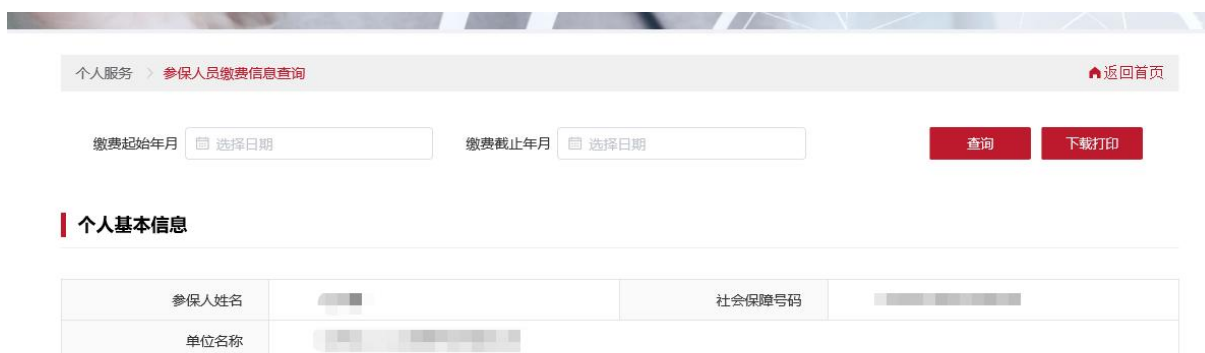 个人服务 > 参保人员缴费信息查询 返回首页
缴费起始年月 选择日期 缴费截止年月 选择日期 查询 下载打印
个人基本信息
参保人姓名 社会保障号码
单位名称